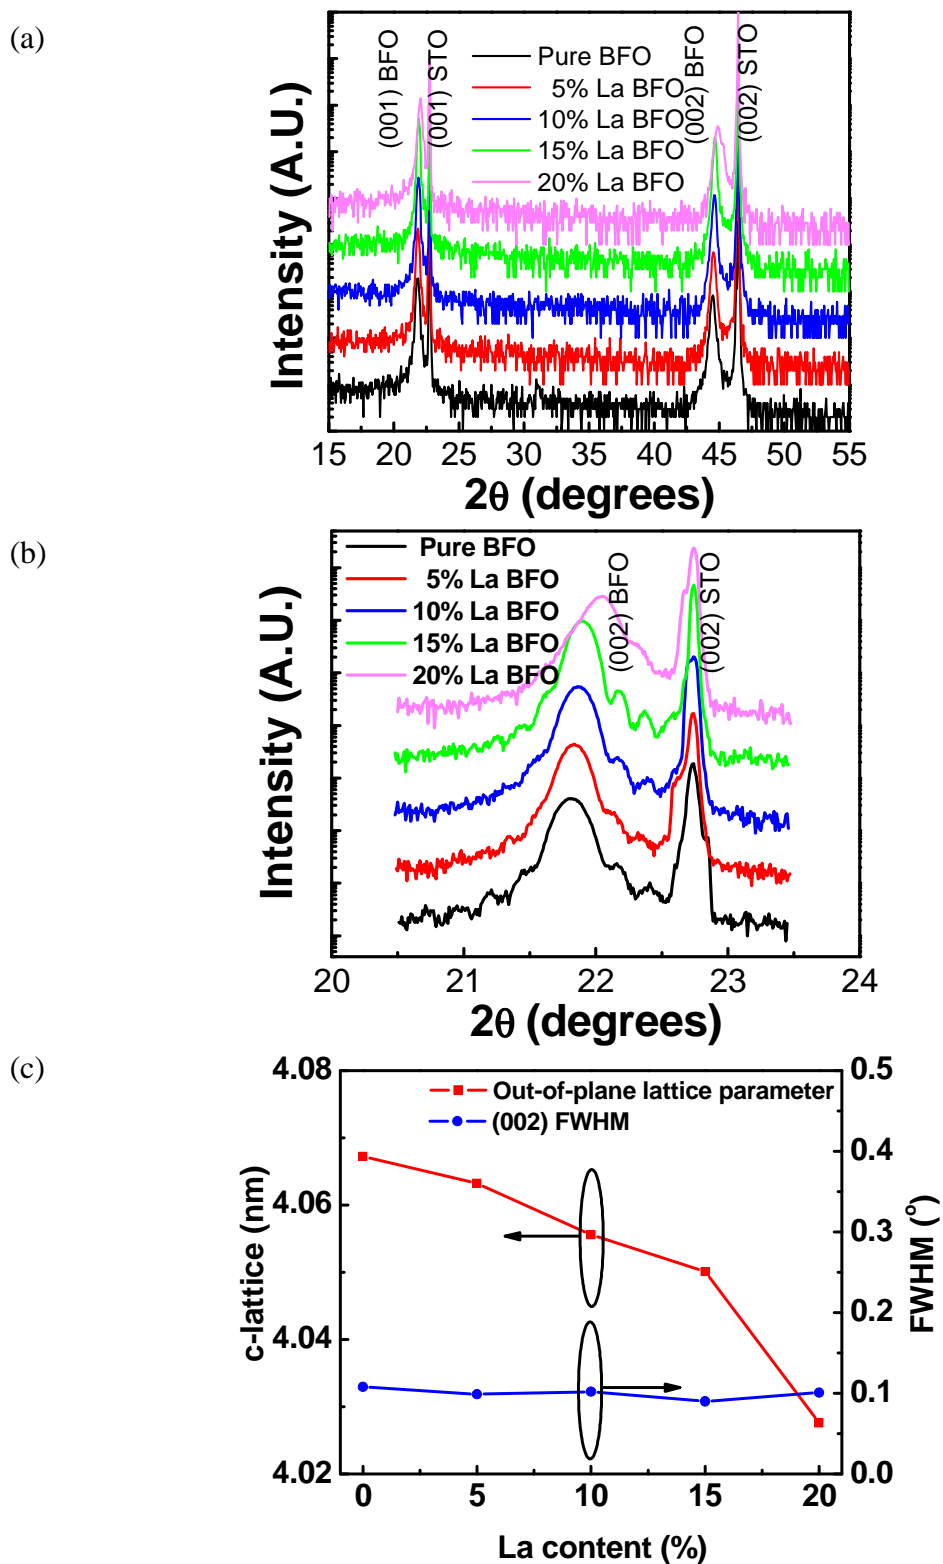 (a)
(001) BFO
(001) STO
(002) BFO
(002) STO
Pure BFO
5% La BFO
10% La BFO
15% La BFO
20% La BFO
Intensity (A.U.)
15 20 25 30 35 40 45 50 55
2θ (degrees)
(b)
Pure BFO
5% La BFO
10% La BFO
15% La BFO
20% La BFO
(002) BFO
(002) STO
Intensity (A.U.)
20 21 22 23 24
2θ (degrees)
(c)
Out-of-plane lattice parameter
(002) FWHM
c-lattice (nm)
4.08
4.06
4.04
4.02
0.5
0.4
0.3
0.2
0.1
0.0
FWHM (°)
0 5 10 15 20
La content (%)